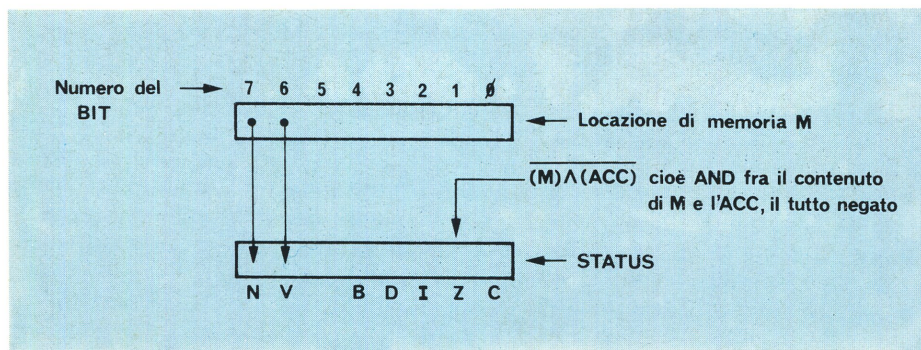 Numero del
BIT
7 6 5 4 3 2 1 0̸
Locazione di memoria M
(M)∧(ACC) cioè AND fra il contenuto
di M e l'ACC, il tutto negato
STATUS
N V B D I Z C